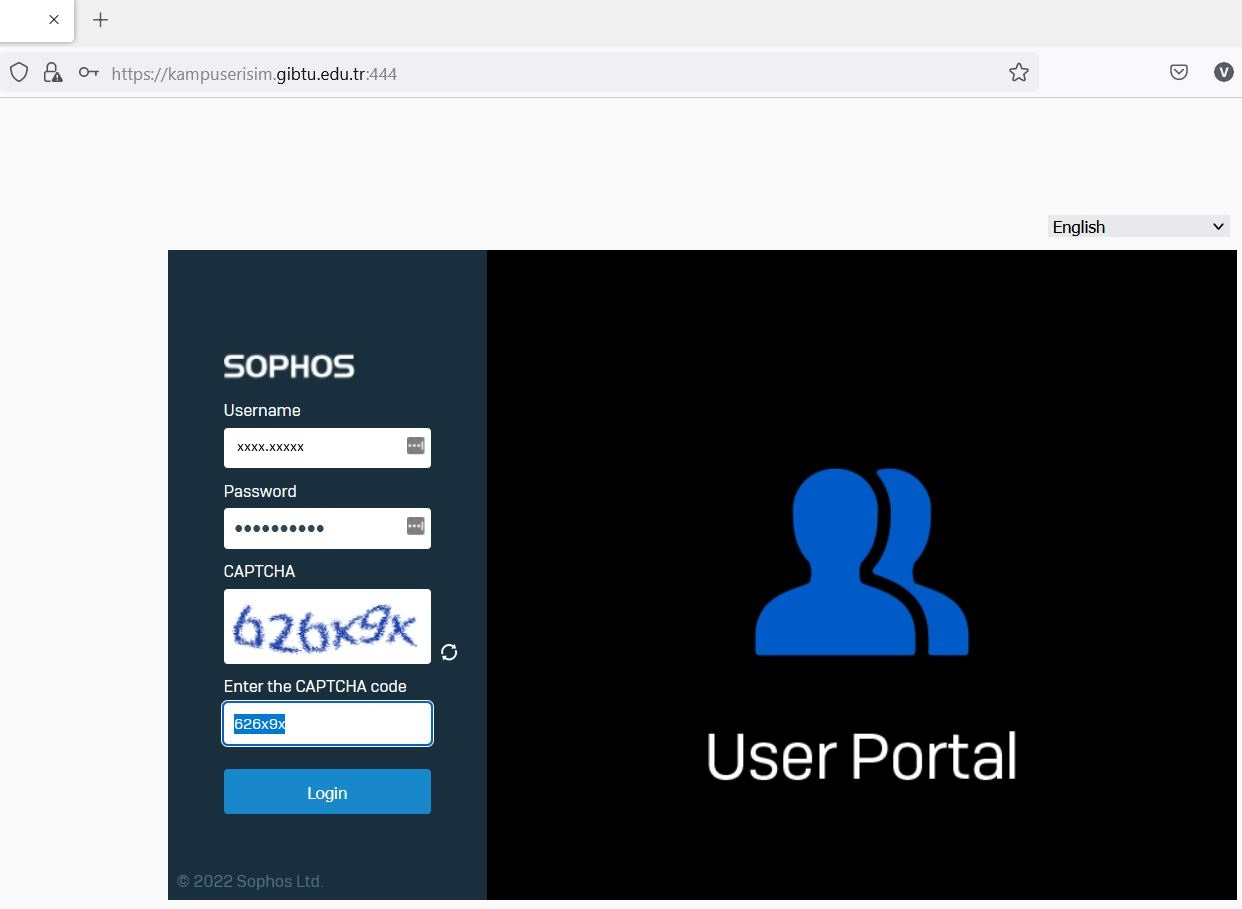 https://kampuserisim.gibtu.edu.tr:444
V
English
SOPHOS
Username
xxxx.xxxxx
Password
CAPTCHA
626x9x
Enter the CAPTCHA code
626x9x
Login
User Portal
© 2022 Sophos Ltd.